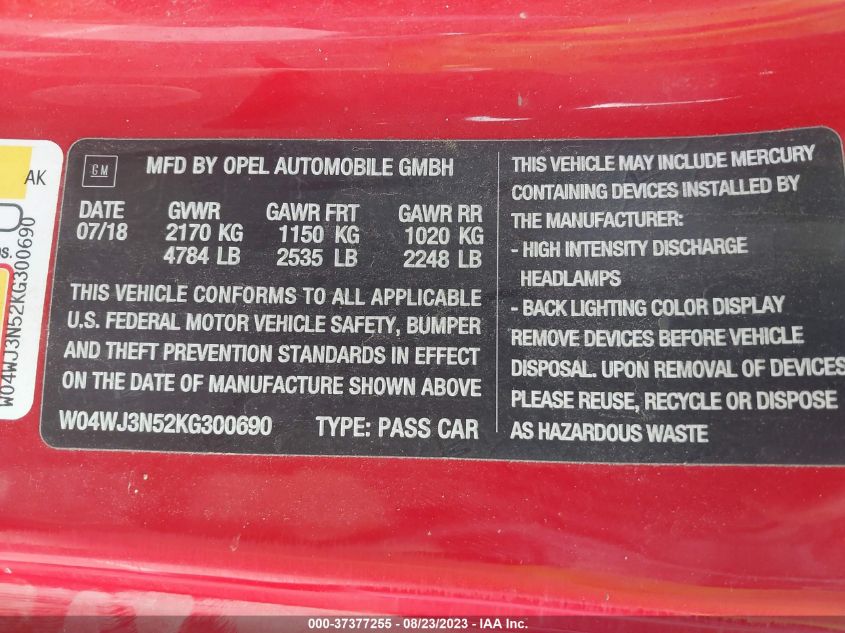 AK
DS.
W04WJ3N52KG300690
GM
MFD BY OPEL AUTOMOBILE GMBH
DATE GVWR GAWR FRT GAWR RR
07/18 2170 KG 1150 KG 1020 KG
4784 LB 2535 LB 2248 LB
THIS VEHICLE CONFORMS TO ALL APPLICABLE
U.S. FEDERAL MOTOR VEHICLE SAFETY, BUMPER
AND THEFT PREVENTION STANDARDS IN EFFECT
ON THE DATE OF MANUFACTURE SHOWN ABOVE
W04WJ3N52KG300690 TYPE: PASS CAR
THIS VEHICLE MAY INCLUDE MERCURY
CONTAINING DEVICES INSTALLED BY
THE MANUFACTURER:
- HIGH INTENSITY DISCHARGE
HEADLAMPS
- BACK LIGHTING COLOR DISPLAY
REMOVE DEVICES BEFORE VEHICLE
DISPOSAL. UPON REMOVAL OF DEVICES
PLEASE REUSE, RECYCLE OR DISPOSE
AS HAZARDOUS WASTE
000-37377255 - 08/23/2023 - IAA Inc.